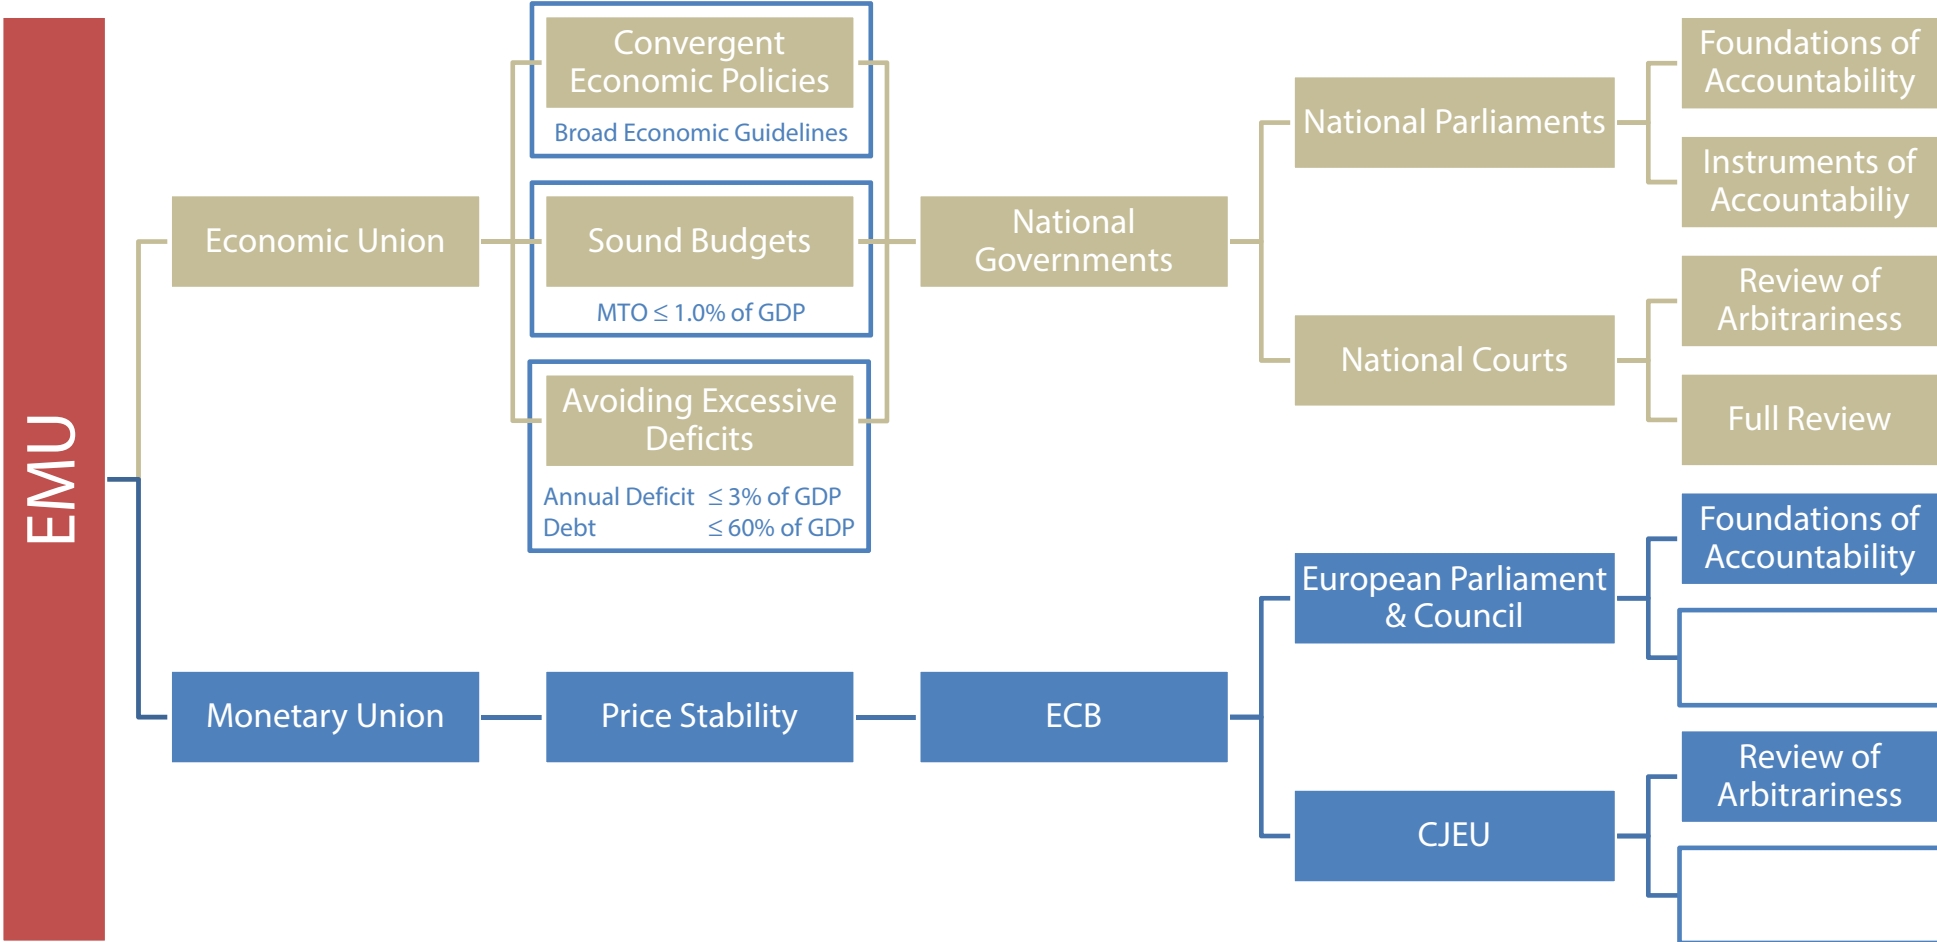 EMU
Economic Union
Monetary Union
Convergent
Economic Policies
Broad Economic Guidelines
Sound Budgets
MTO ≤ 1.0% of GDP
Avoiding Excessive
Deficits
Annual Deficit ≤ 3% of GDP
Debt ≤ 60% of GDP
Price Stability
National
Governments
ECB
National Parliaments
National Courts
European Parliament
& Council
CJEU
Foundations of
Accountability
Instruments of
Accountabiliy
Review of
Arbitrariness
Full Review
Foundations of
Accountability
Review of
Arbitrariness